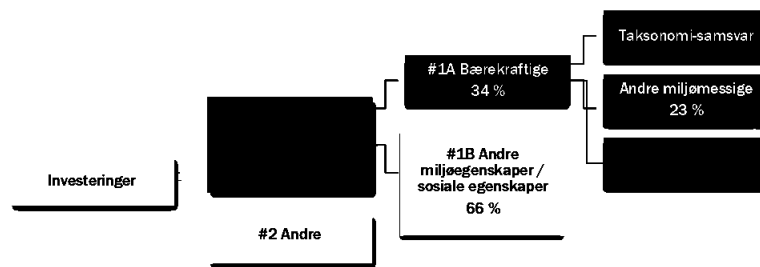 Taksonomi-samsvar
#1A Bærekraftige
34 %
Andre miljømessige
23 %
#1B Andre
miljøegenskaper /
sosiale egenskaper
66 %
Investeringer
#2 Andre